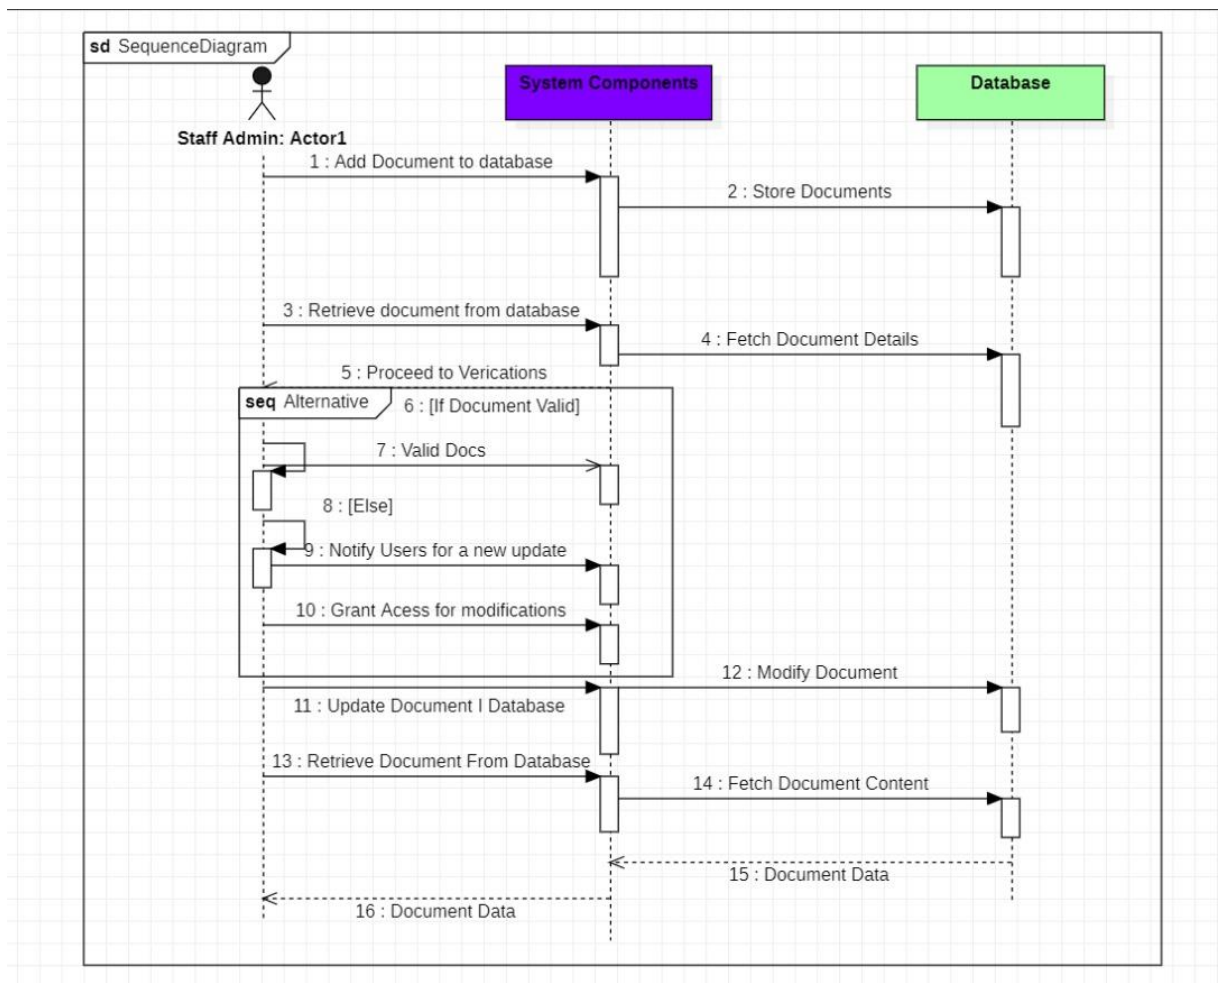 sd SequenceDiagram
System Components
Database
Staff Admin: Actor1
1 : Add Document to database
2 : Store Documents
3 : Retrieve document from database
4 : Fetch Document Details
5 : Proceed to Verications
seq Alternative
6 : [If Document Valid]
7 : Valid Docs
8 : [Else]
9 : Notify Users for a new update
10 : Grant Acess for modifications
12 : Modify Document
11 : Update Document I Database
13 : Retrieve Document From Database
14 : Fetch Document Content
15 : Document Data
16 : Document Data